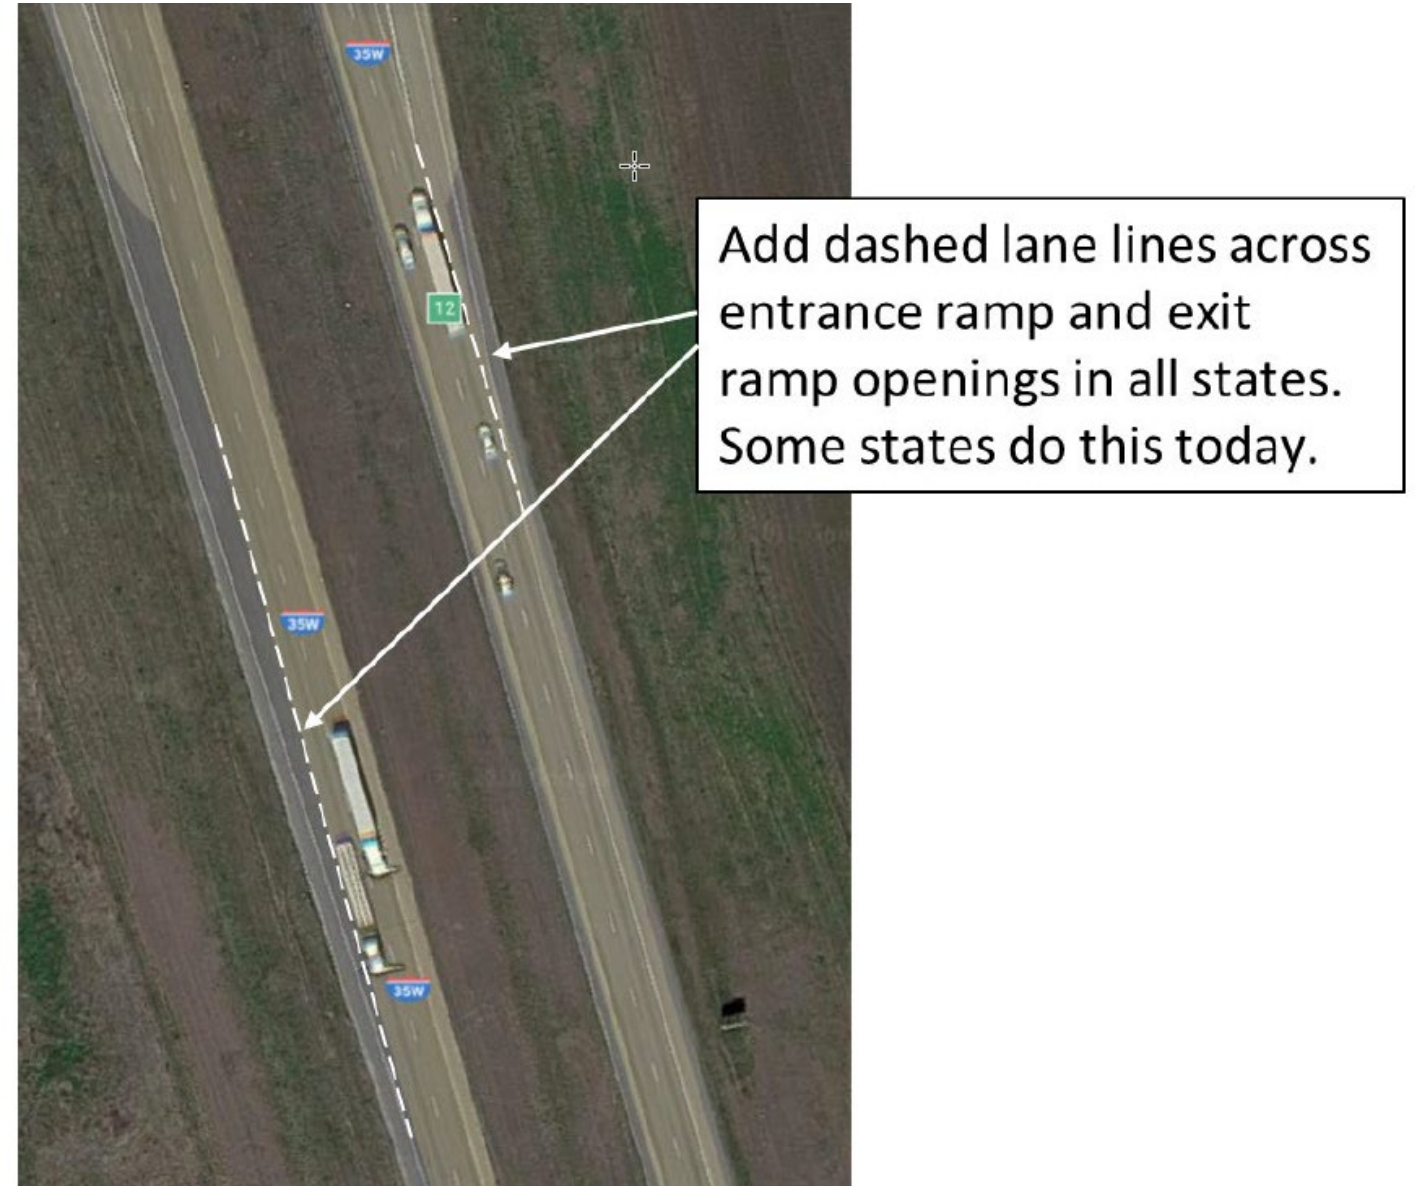 35W
12
Add dashed lane lines across
entrance ramp and exit
ramp openings in all states.
Some states do this today.
35W
35W